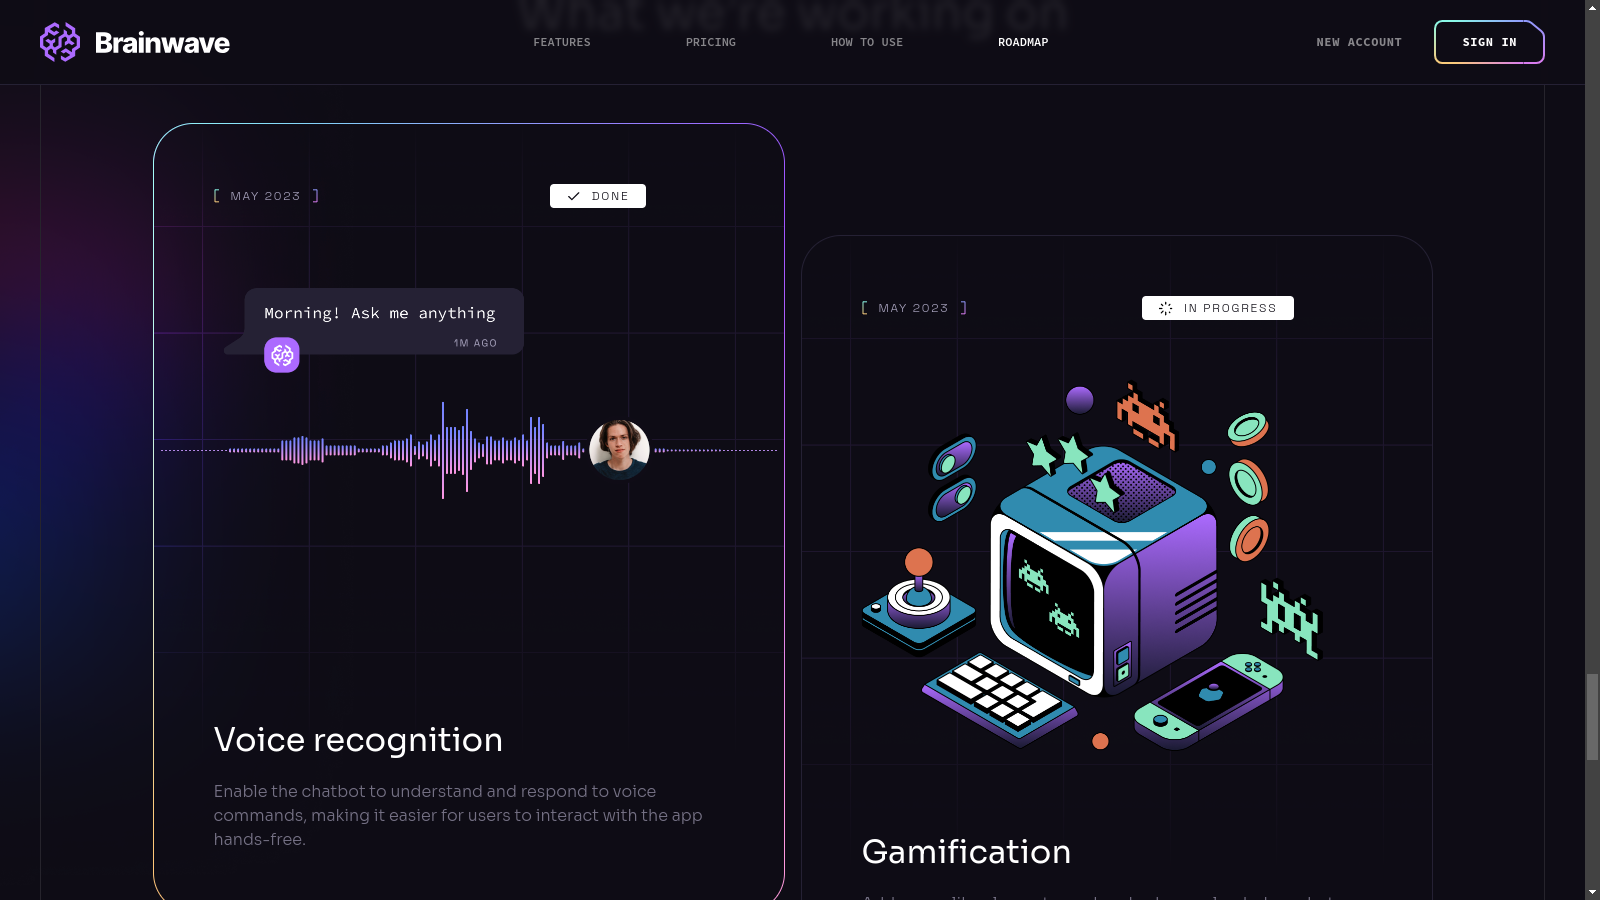 What we're working on
Brainwave
FEATURES
PRICING
HOW TO USE
ROADMAP
NEW ACCOUNT
SIGN IN
[ MAY 2023 ]
DONE
Morning! Ask me anything
1M AGO
Voice recognition
Enable the chatbot to understand and respond to voice
commands, making it easier for users to interact with the app
hands-free.
[ MAY 2023 ]
IN PROGRESS
Gamification